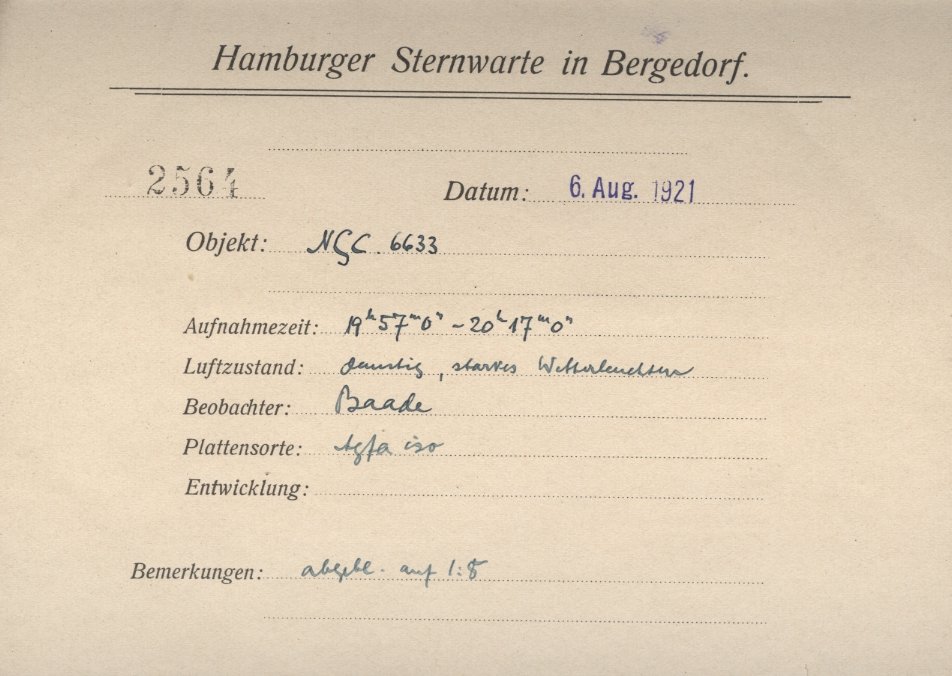 Hamburger Sternwarte in Bergedorf.
2564 Datum: 6. Aug. 1921
Objekt: NGC. 6633
Aufnahmezeit: 19ʰ57ᵐ0ˢ - 20ʰ17ᵐ0ˢ
Luftzustand: dunstig, starkes Wetterleuchten
Beobachter: Baade
Plattensorte: Agfa iso
Entwicklung:
Bemerkungen: abgebl. auf 1:8